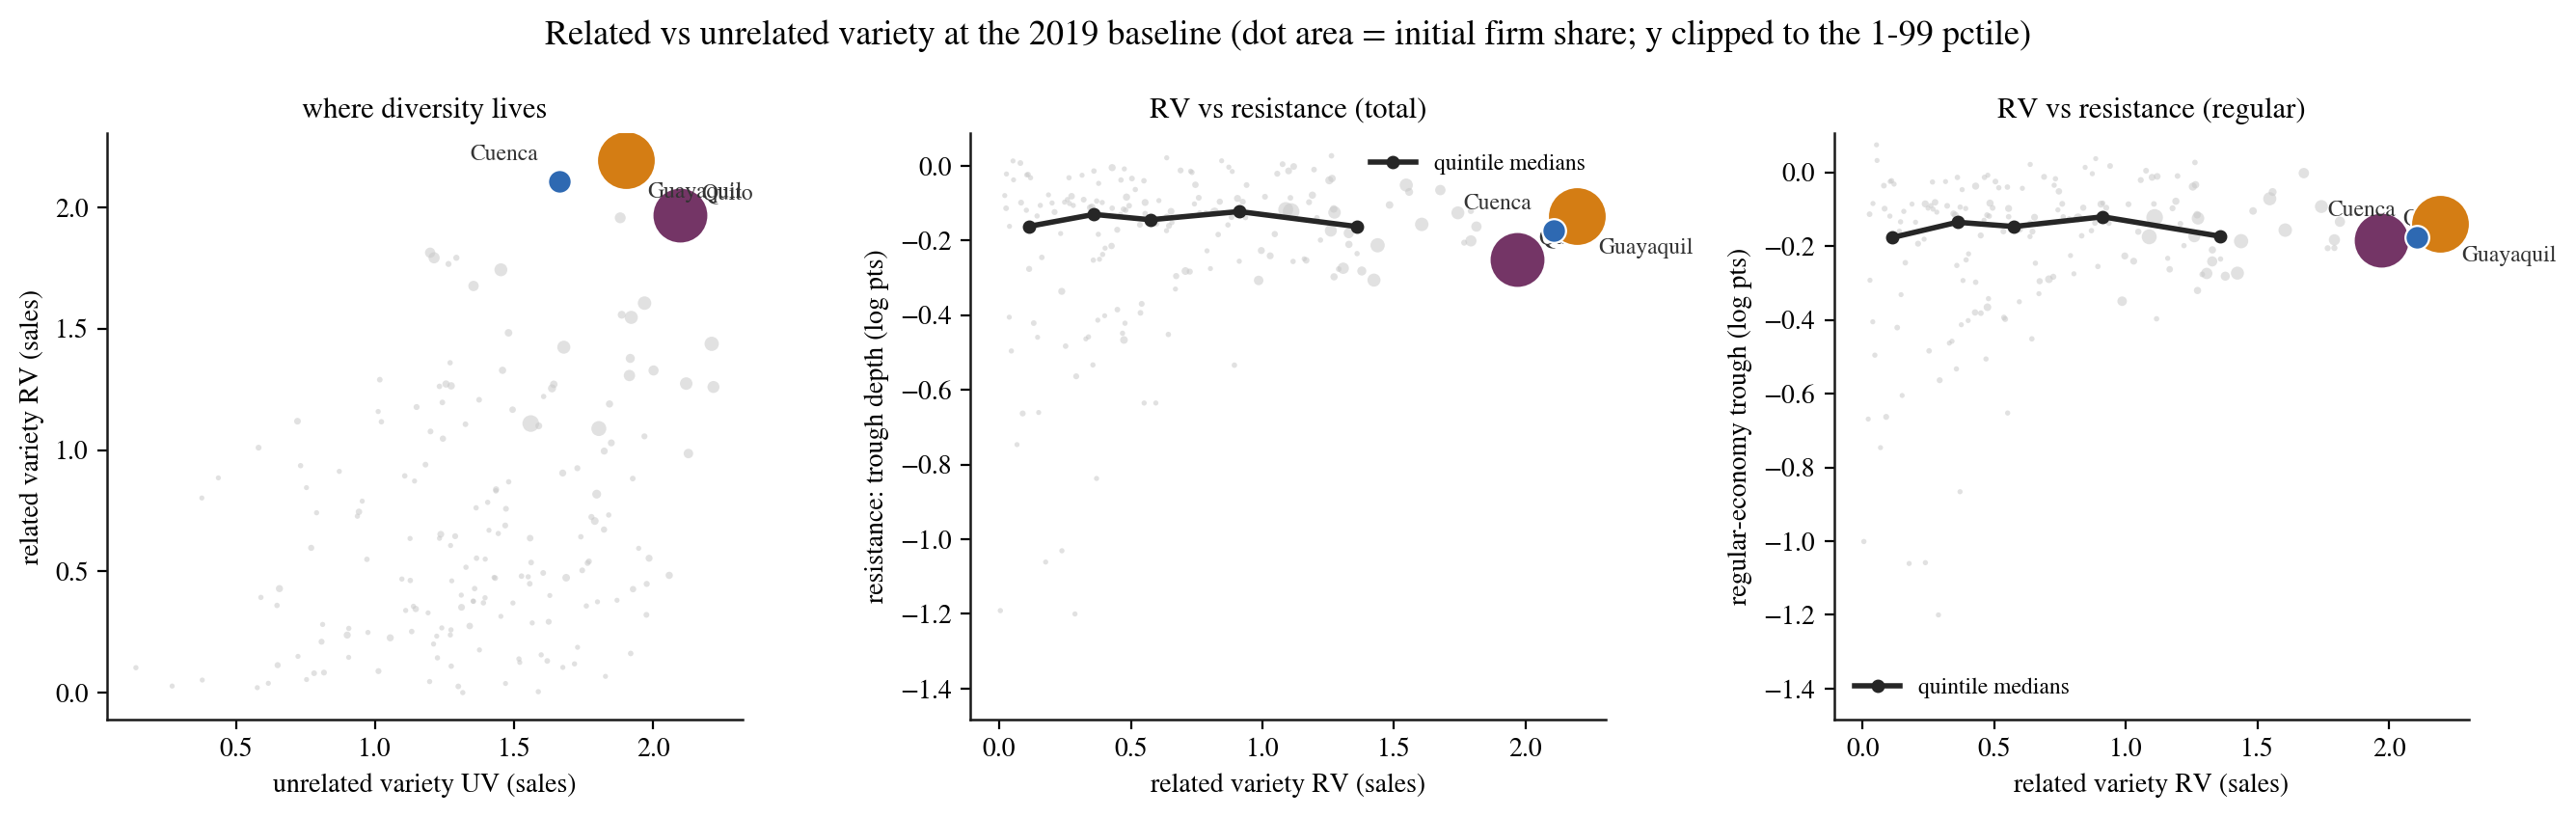 Related vs unrelated variety at the 2019 baseline (dot area = initial firm share; y clipped to the 1-99 pctile)
where diversity lives
related variety RV (sales)
2.0
1.5
1.0
0.5
0.0
Cuenca
Guayaquil
Quito
0.5
1.0
1.5
2.0
unrelated variety UV (sales)
RV vs resistance (total)
resistance: trough depth (log pts)
0.0
−0.2
−0.4
−0.6
−0.8
−1.0
−1.2
−1.4
quintile medians
Cuenca
Guayaquil
0.0
0.5
1.0
1.5
2.0
related variety RV (sales)
RV vs resistance (regular)
regular-economy trough (log pts)
0.0
−0.2
−0.4
−0.6
−0.8
−1.0
−1.2
−1.4
Cuenca
Guayaquil
quintile medians
0.0
0.5
1.0
1.5
2.0
related variety RV (sales)